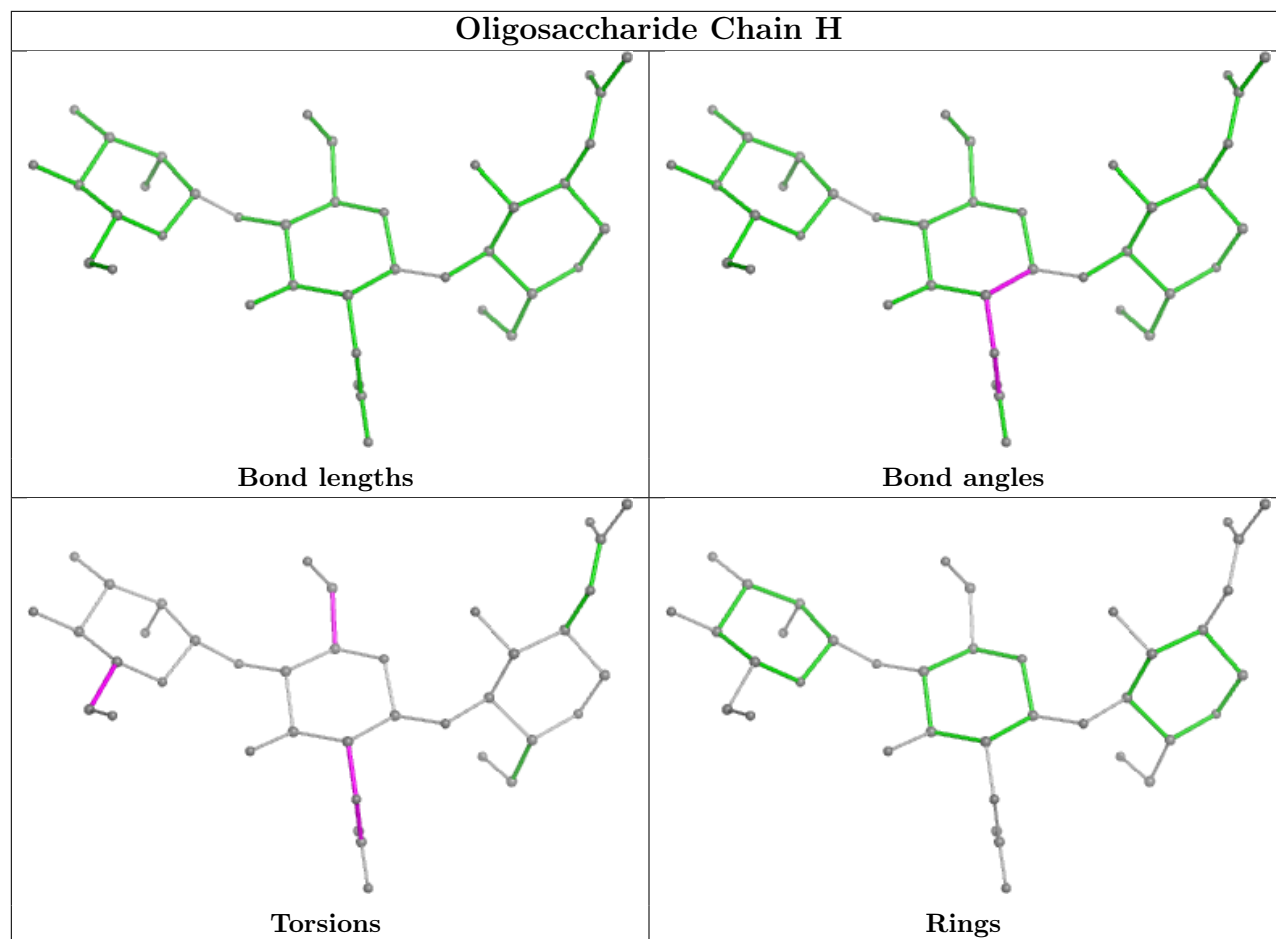 Oligosaccharide Chain H
Bond lengths
Bond angles
Torsions
Rings